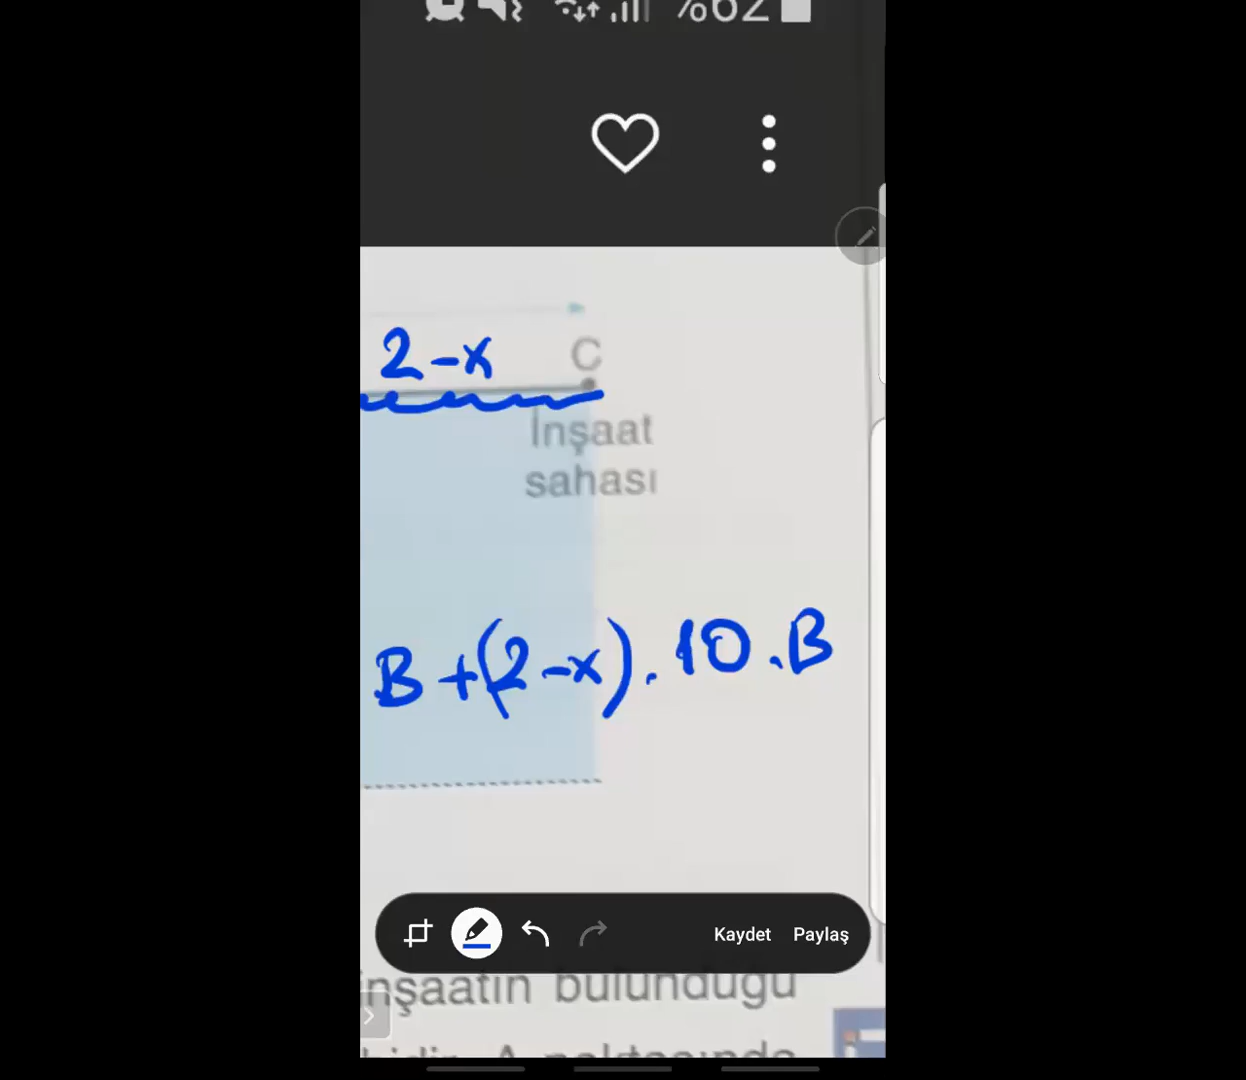 %62
2-x
C
İnşaat
sahası
B+(2-x).10.B
Kaydet Paylaş
inşaatın bulunduğu